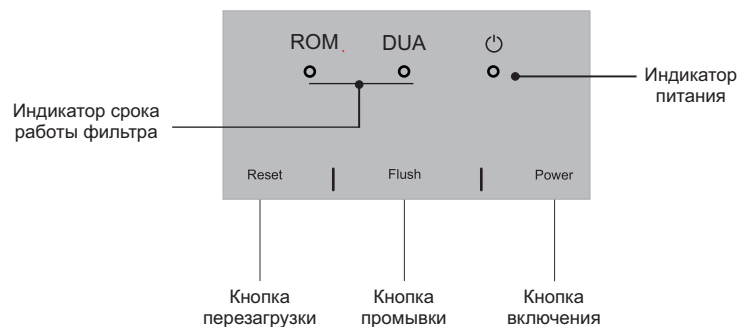 ROM. DUA
Индикатор
питания
Индикатор срока
работы фильтра
Reset Flush Power
Кнопка
перезагрузки
Кнопка
промывки
Кнопка
включения